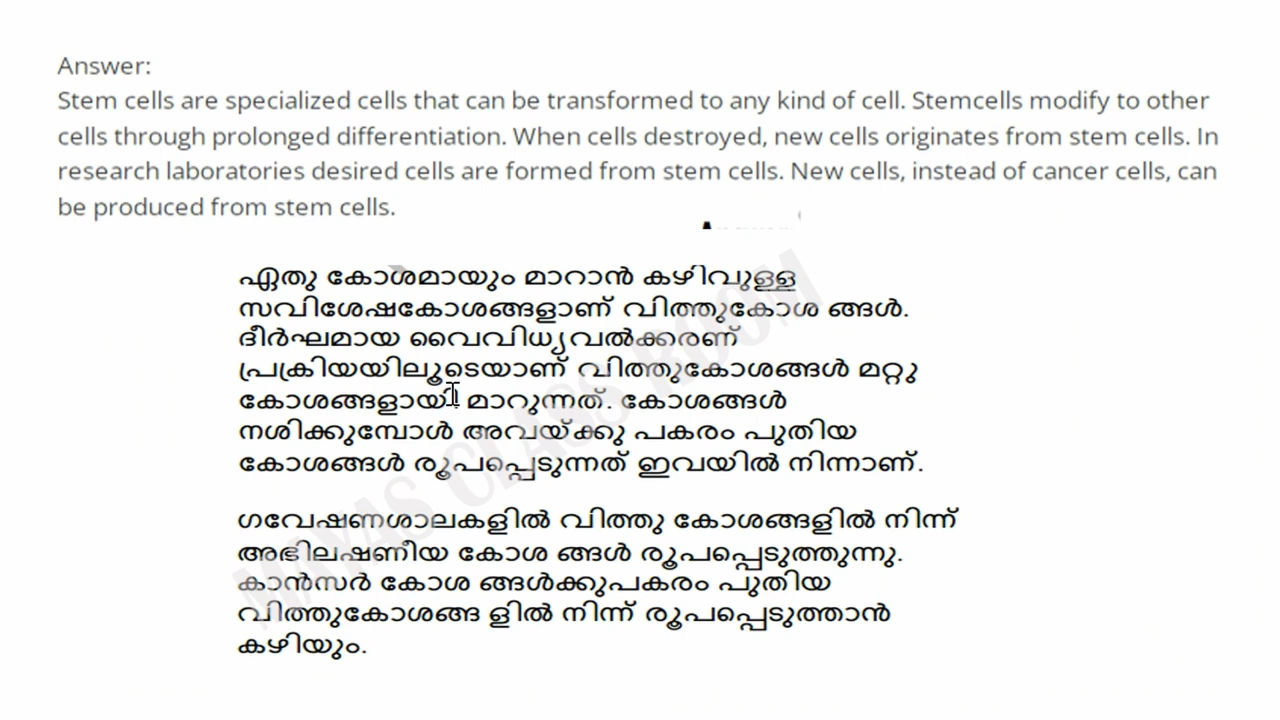 Answer:
Stem cells are specialized cells that can be transformed to any kind of cell. Stemcells modify to other
cells through prolonged differentiation. When cells destroyed, new cells originates from stem cells. In
research laboratories desired cells are formed from stem cells. New cells, instead of cancer cells, can
be produced from stem cells.
ഏതു കോശമായും മാറാൻ കഴിവുള്ള
സവിശേഷകോശങ്ങളാണ് വിത്തുകോശ ങ്ങൾ.
ദീർഘമായ വൈവിധ്യവൽക്കരണ്
പ്രക്രിയയിലൂടെയാണ് വിത്തുകോശങ്ങൾ മറ്റു
കോശങ്ങളായി മാറുന്നത്. കോശങ്ങൾ
നശിക്കുമ്പോൾ അവയ്ക്കു പകരം പുതിയ
കോശങ്ങൾ രൂപപ്പെടുന്നത് ഇവയിൽ നിന്നാണ്.
ഗവേഷണശാലകളിൽ വിത്തു കോശങ്ങളിൽ നിന്ന്
അഭിലഷണീയ കോശ ങ്ങൾ രൂപപ്പെടുത്തുന്നു.
കാൻസർ കോശ ങ്ങൾക്കുപകരം പുതിയ
വിത്തുകോശങ്ങ ളിൽ നിന്ന് രൂപപ്പെടുത്താൻ
കഴിയും.
MAYAS CLASS ROOM